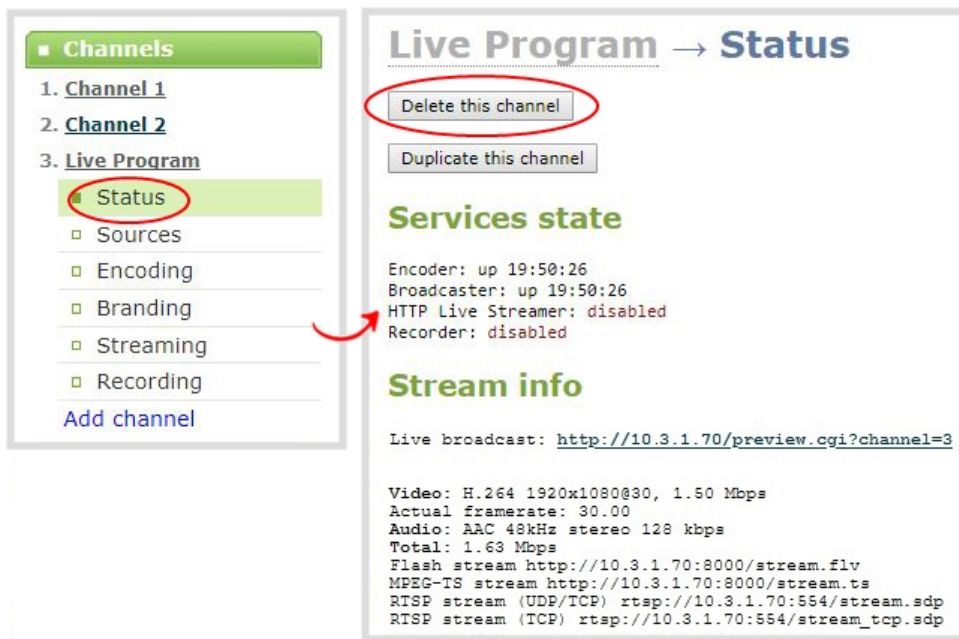 Channels
1. Channel 1
2. Channel 2
3. Live Program
Status
Sources
Encoding
Branding
Streaming
Recording
Add channel
Live Program → Status
Delete this channel
Duplicate this channel
Services state
Encoder: up 19:50:26
Broadcaster: up 19:50:26
HTTP Live Streamer: disabled
Recorder: disabled
Stream info
Live broadcast: http://10.3.1.70/preview.cgi?channel=3
Video: H.264 1920x1080@30, 1.50 Mbps
Actual framerate: 30.00
Audio: AAC 48kHz stereo 128 kbps
Total: 1.63 Mbps
Flash stream http://10.3.1.70:8000/stream.flv
MPEG-TS stream http://10.3.1.70:8000/stream.ts
RTSP stream (UDP/TCP) rtsp://10.3.1.70:554/stream.sdp
RTSP stream (TCP) rtsp://10.3.1.70:554/stream_tcp.sdp